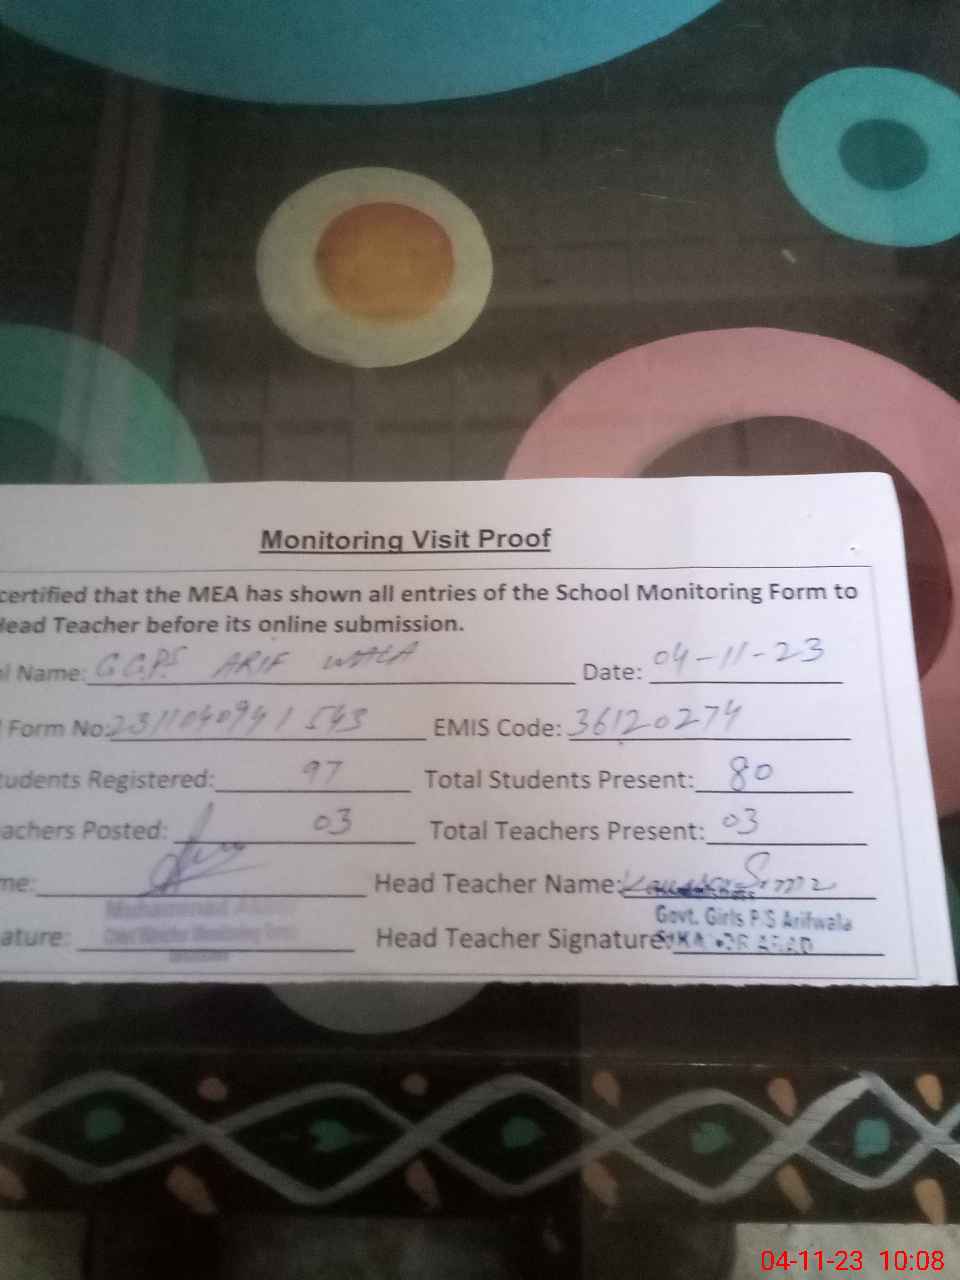 Monitoring Visit Proof
certified that the MEA has shown all entries of the School Monitoring Form to
Head Teacher before its online submission.
l Name: GGPS ARIF WALA Date: 04-11-23
Form No: 2311040941543 EMIS Code: 36120274
tudents Registered: 97 Total Students Present: 80
achers Posted: 03 Total Teachers Present: 03
me: Head Teacher Name:
ature: Head Teacher Signature:
Govt. Girls P.S Arifwala
04-11-23 10:08